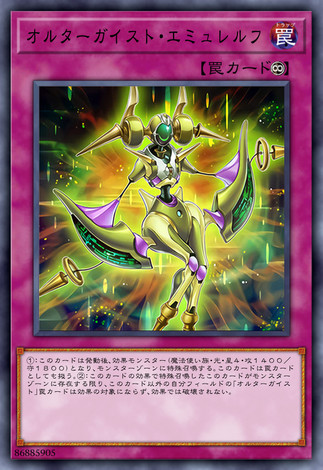 オルターガイスト・エミュレルフ
トラップ
罠
【罠カード】
①:このカードは発動後、効果モンスター(魔法使い族・光・星4・攻1400/
守1800)となり、モンスターゾーンに特殊召喚する。このカードは罠カード
としても扱う。②:このカードの効果で特殊召喚したこのカードがモンスター
ゾーンに存在する限り、このカード以外の自分フィールドの「オルターガイス
ト」罠カードは効果の対象にならず、効果では破壊されない。
86885905